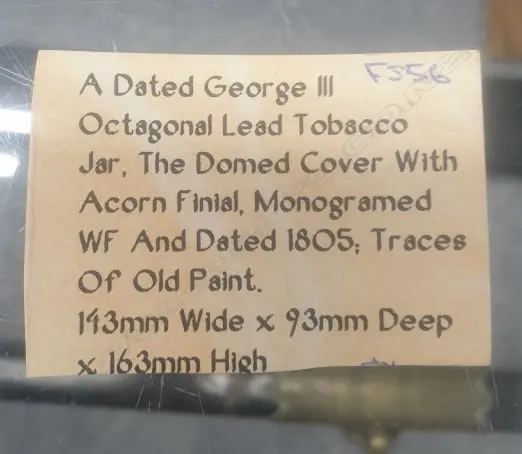 A Dated George III FS56
Octagonal Lead Tobacco
Jar, The Domed Cover With
Acorn Finial, Monogramed
WF And Dated 1805; Traces
Of Old Paint.
143mm Wide x 93mm Deep
x 163mm High